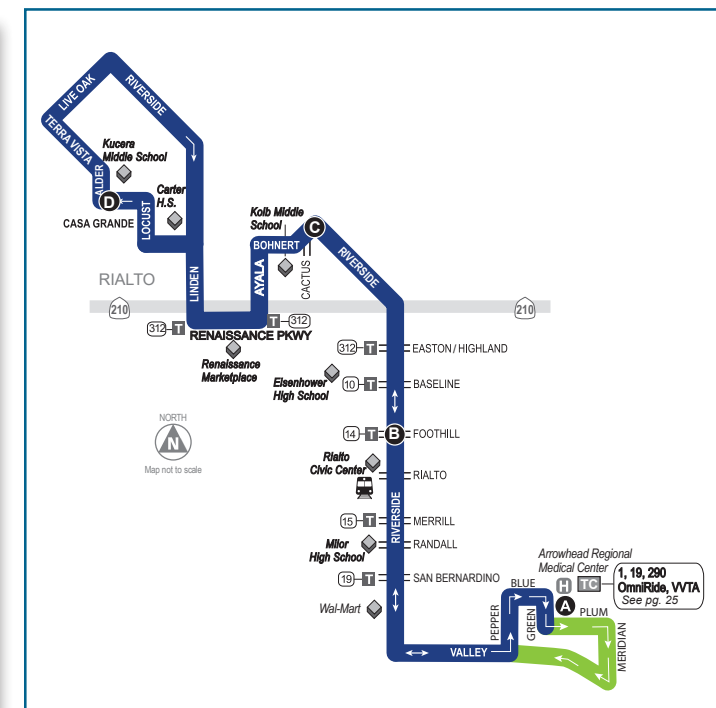 LIVE OAK
RIVERSIDE
TERRA VISTA
Kucera
Middle School
ALDER
D
Carter
H.S.
CASA GRANDE
LOCUST
Kolb Middle
School
C
BOHNERT
RIVERSIDE
CACTUS
AYALA
LINDEN
RIALTO
210
210
312 T
T 312
RENAISSANCE PKWY
Renaissance
Marketplace
312 T EASTON/HIGHLAND
Eisenhower
High School
10 T BASELINE
NORTH
N
Map not to scale
14 T B FOOTHILL
Rialto
Civic Center
RIALTO
RIVERSIDE
15 T MERRILL
Milor
High School
RANDALL
19 T SAN BERNARDINO
Wal-Mart
Arrowhead Regional
Medical Center
H TC
1, 19, 290
OmniRide, VVTA
See pg. 25
A
BLUE
PEPPER
GREEN
PLUM
MERIDIAN
VALLEY